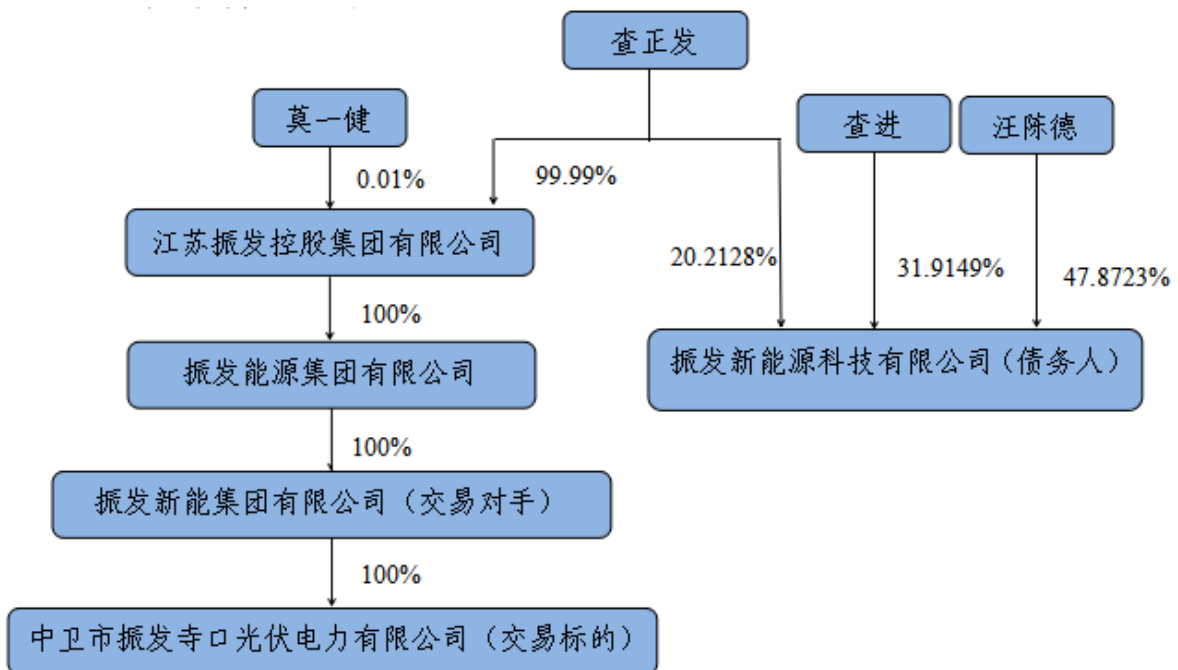 查正发
莫一健
查进
汪陈德
0.01%
99.99%
江苏振发控股集团有限公司
20.2128%
31.9149%
47.8723%
100%
振发能源集团有限公司
振发新能源科技有限公司（债务人）
100%
振发新能集团有限公司（交易对手）
100%
中卫市振发寺口光伏电力有限公司（交易标的）